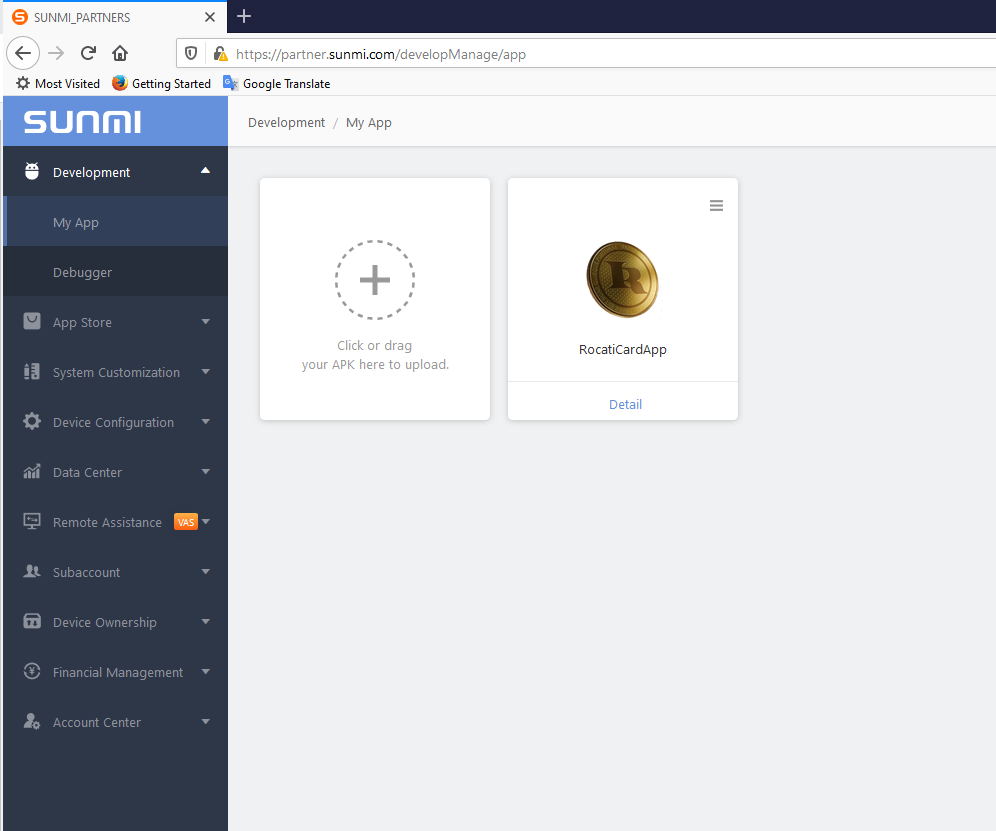 SUNMI_PARTNERS
https://partner.sunmi.com/developManage/app
Most Visited Getting Started Google Translate
sunmi
Development / My App
Development
My App
Debugger
App Store
System Customization
Device Configuration
Data Center
Remote Assistance VAS
Subaccount
Device Ownership
Financial Management
Account Center
Click or drag
your APK here to upload.
R
RocatiCardApp
Detail